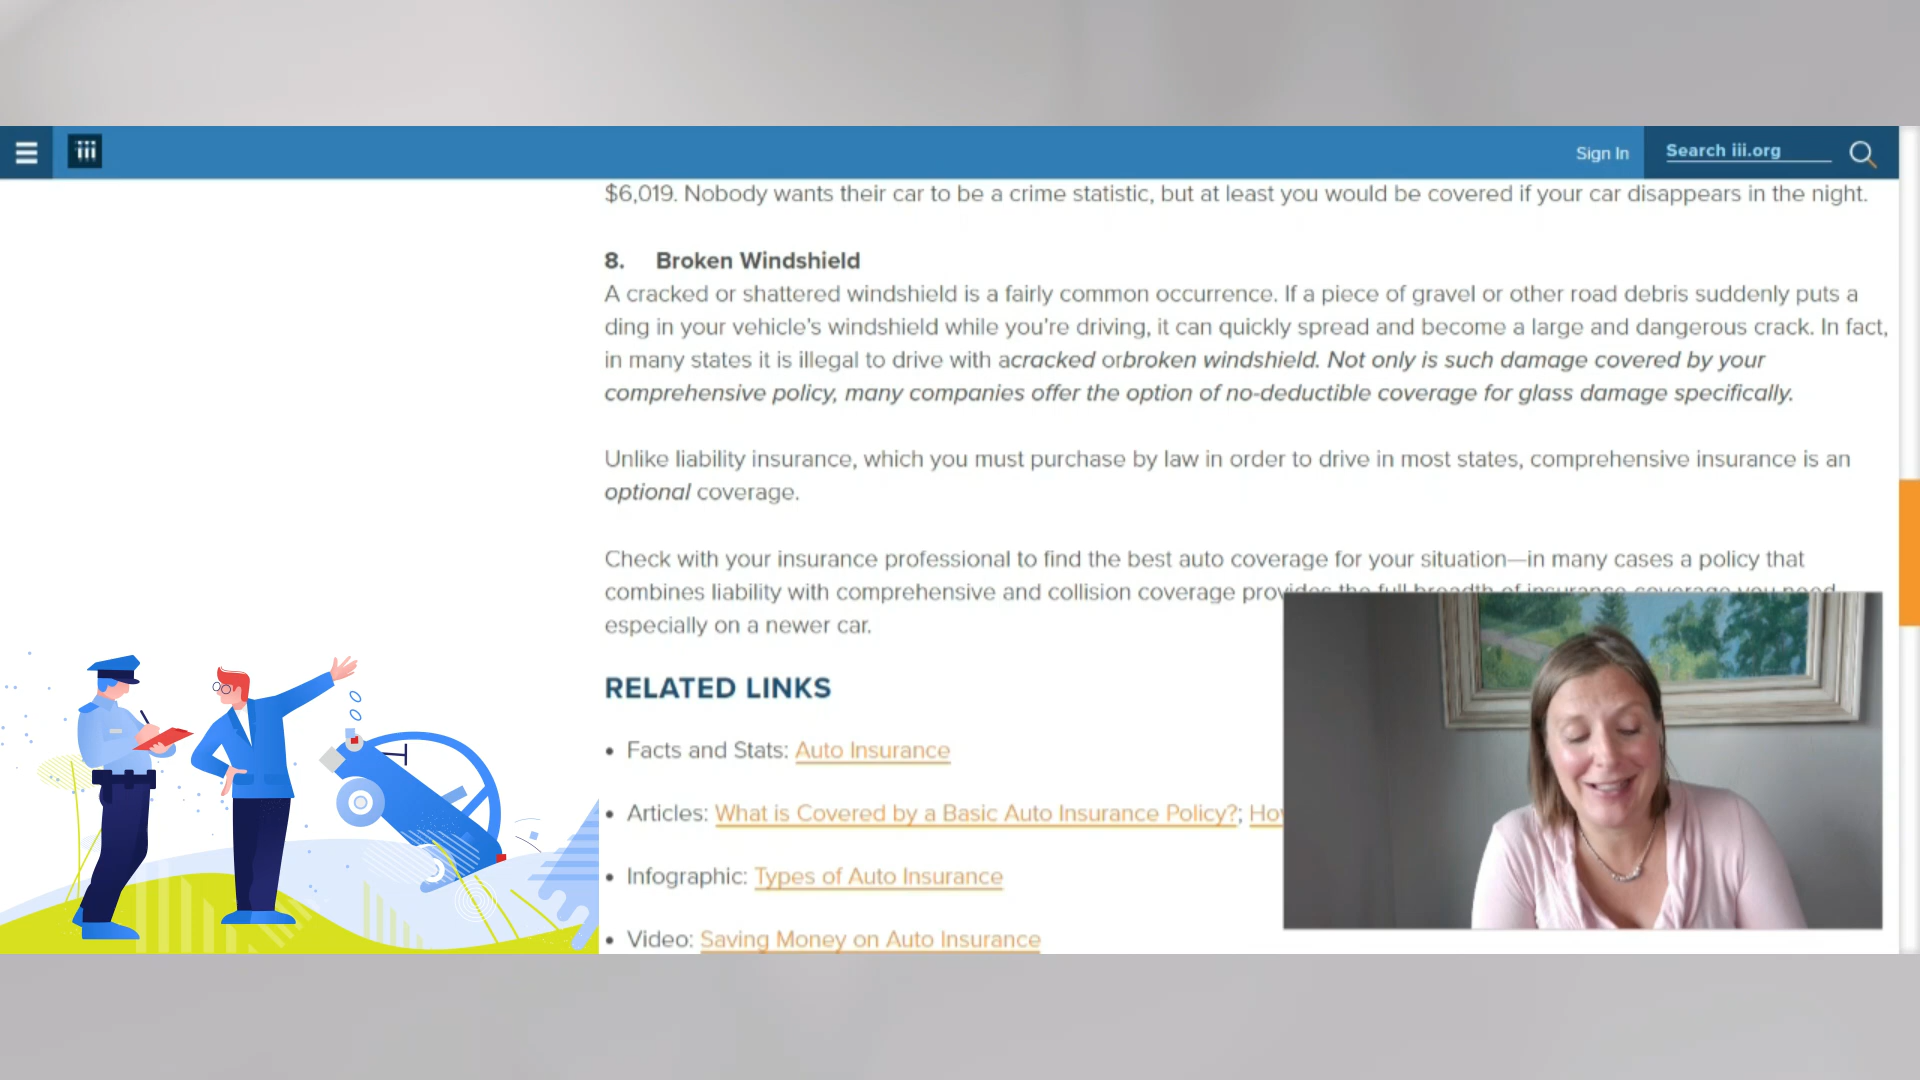 iii
Sign In
Search iii.org
$6,019. Nobody wants their car to be a crime statistic, but at least you would be covered if your car disappears in the night.
8. Broken Windshield
A cracked or shattered windshield is a fairly common occurrence. If a piece of gravel or other road debris suddenly puts a
ding in your vehicle's windshield while you're driving, it can quickly spread and become a large and dangerous crack. In fact,
in many states it is illegal to drive with acracked orbroken windshield. Not only is such damage covered by your
comprehensive policy, many companies offer the option of no-deductible coverage for glass damage specifically.
Unlike liability insurance, which you must purchase by law in order to drive in most states, comprehensive insurance is an
optional coverage.
Check with your insurance professional to find the best auto coverage for your situation—in many cases a policy that
combines liability with comprehensive and collision coverage provides the full breadth of insurance coverage you need
especially on a newer car.
RELATED LINKS
• Facts and Stats: Auto Insurance
• Articles: What is Covered by a Basic Auto Insurance Policy?;
• Infographic: Types of Auto Insurance
• Video: Saving Money on Auto Insurance